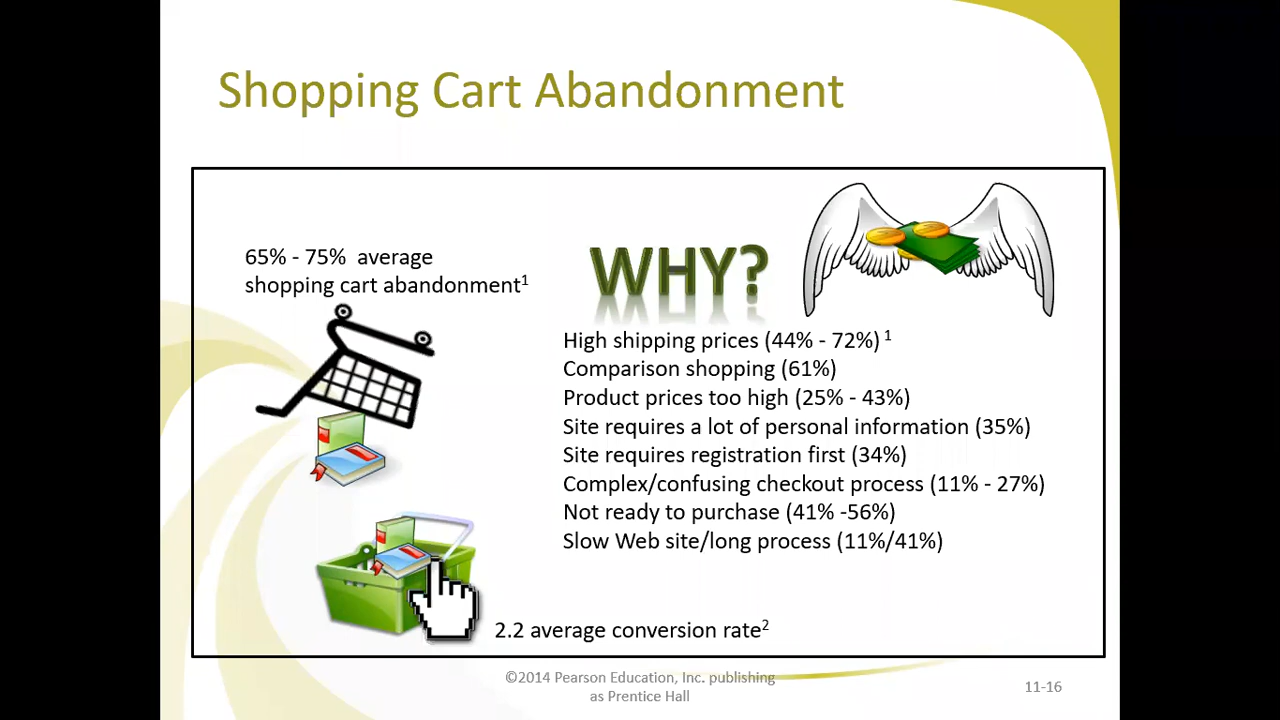 Shopping Cart Abandonment
65% - 75%  average
shopping cart abandonment1
WHY?
High shipping prices (44% - 72%) 1
Comparison shopping (61%)
Product prices too high (25% - 43%)
Site requires a lot of personal information (35%)
Site requires registration first (34%)
Complex/confusing checkout process (11% - 27%)
Not ready to purchase (41% -56%)
Slow Web site/long process (11%/41%)
2.2 average conversion rate2
©2014 Pearson Education, Inc. publishing
as Prentice Hall
11-16